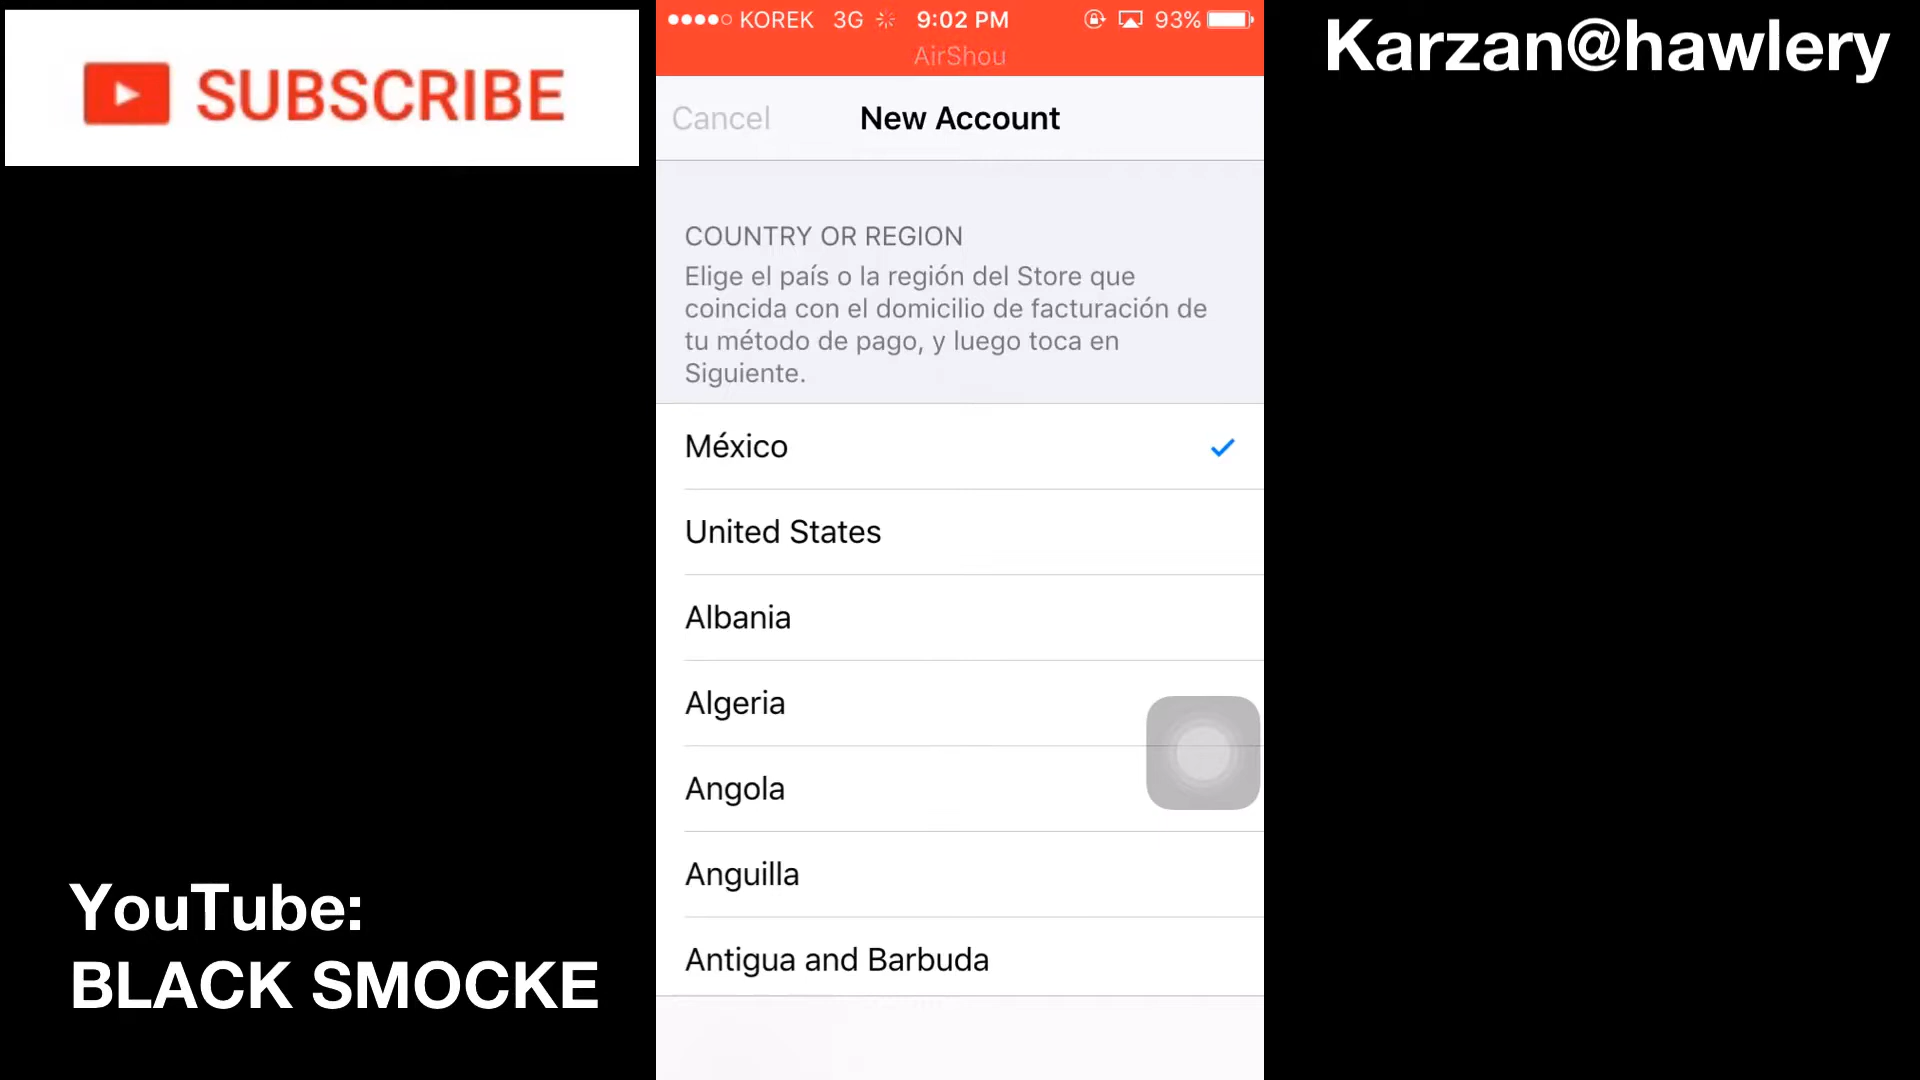 SUBSCRIBE
KOREK 3G 9:02 PM 93%
AirShou
Karzan@hawlery
Cancel New Account
COUNTRY OR REGION
Elige el país o la región del Store que
coincida con el domicilio de facturación de
tu método de pago, y luego toca en
Siguiente.
México
United States
Albania
Algeria
Angola
Anguilla
Antigua and Barbuda
YouTube:
BLACK SMOCKE